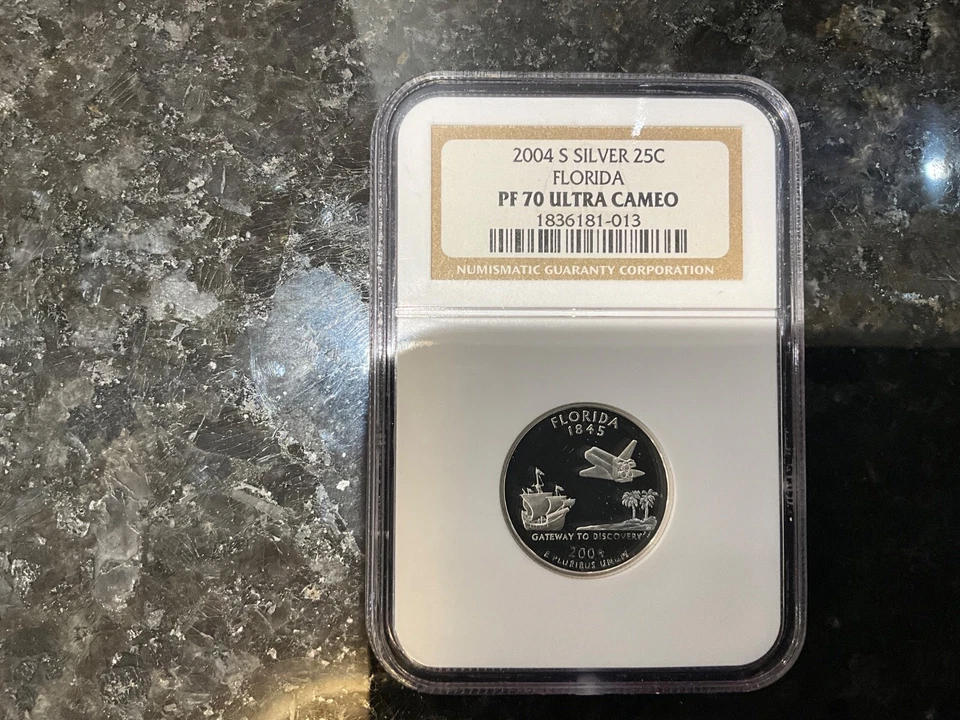 2004 S SILVER 25C
FLORIDA
PF 70 ULTRA CAMEO
1836181-013
NUMISMATIC GUARANTY CORPORATION
FLORIDA
1845
GATEWAY TO DISCOVERY
2004
E PLURIBUS UNUM